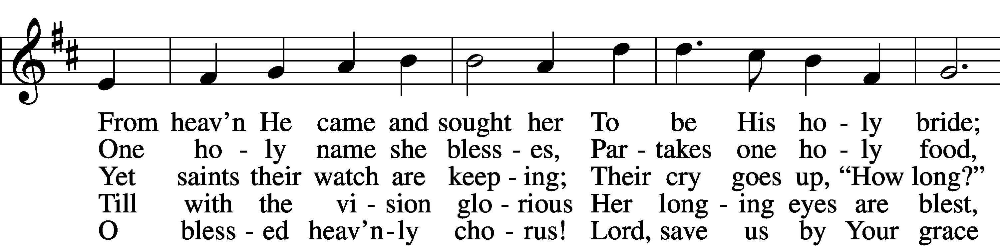 From heav’n He came and sought her To be His ho - ly bride;
One ho - ly name she bless - es, Par - takes one ho - ly food,
Yet saints their watch are keep - ing; Their cry goes up, “How long?”
Till with the vi - sion glo - rious Her long - ing eyes are blest,
O bless - ed heav’n - ly cho - rus! Lord, save us by Your grace